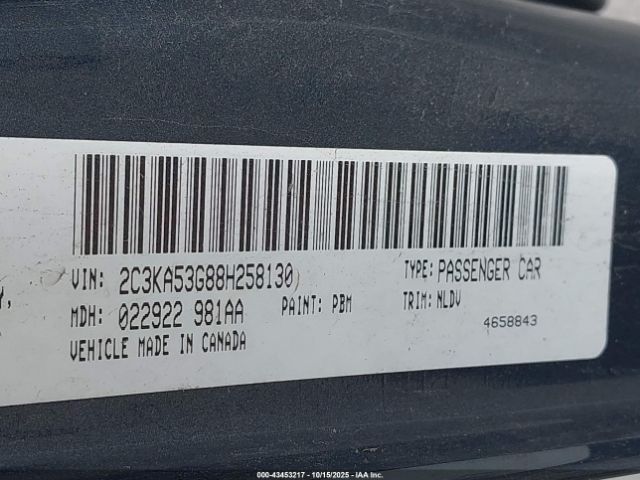 Y,
VIN: 2C3KA53G88H258130 TYPE: PASSENGER CAR
MDH: 022922 981AA PAINT: PBM TRIM: NLDV
VEHICLE MADE IN CANADA 4658843
000-43453217 - 10/15/2025 - IAA Inc.